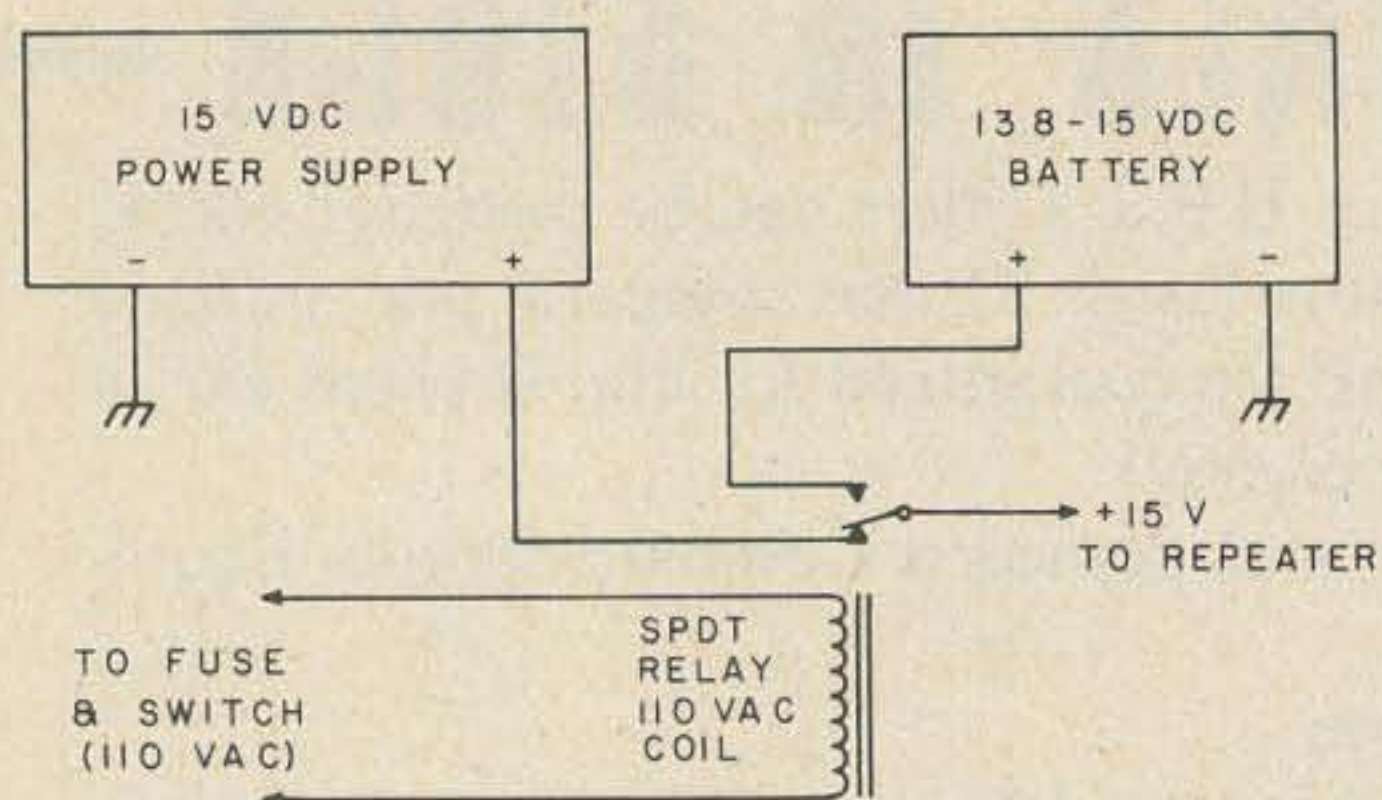 15 VDC
POWER SUPPLY
- +
13 8-15 VDC
BATTERY
+ -
+15 V
TO REPEATER
TO FUSE
& SWITCH
(110 VAC)
SPDT
RELAY
110 VAC
COIL